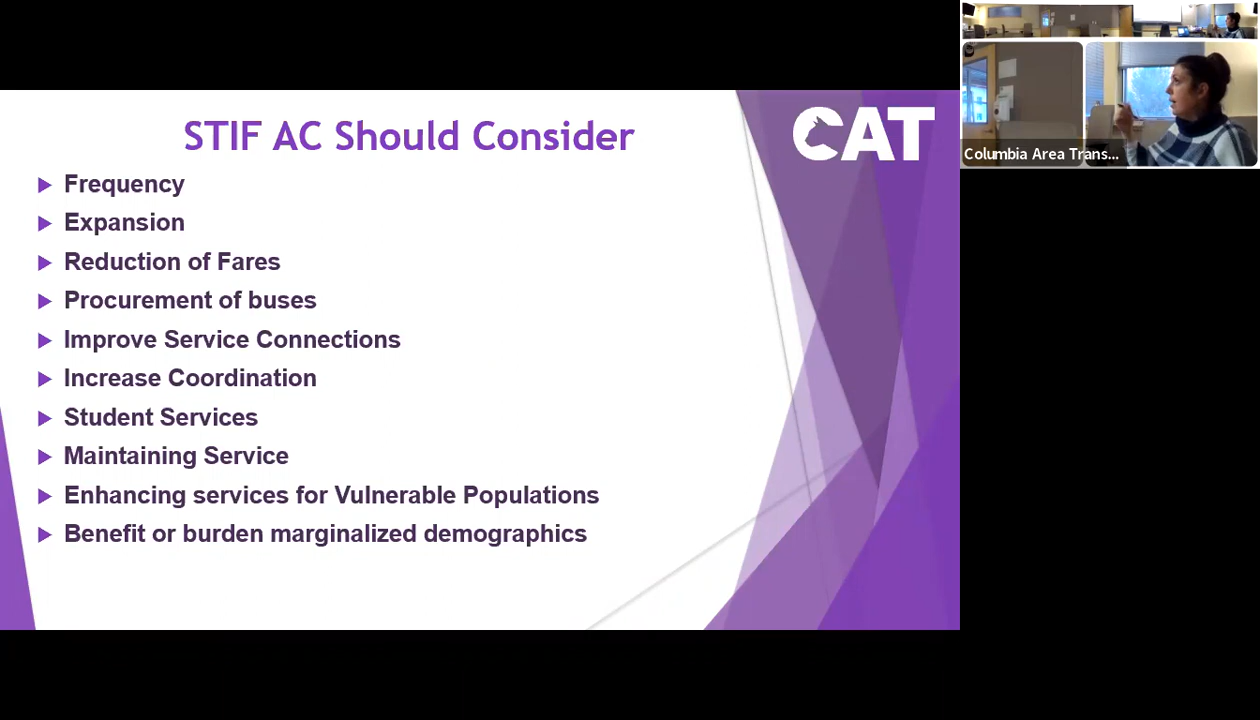 STIF AC Should Consider
CAT
Frequency
Expansion
Reduction of Fares
Procurement of buses
Improve Service Connections
Increase Coordination
Student Services
Maintaining Service
Enhancing services for Vulnerable Populations
Benefit or burden marginalized demographics
Columbia Area Trans...